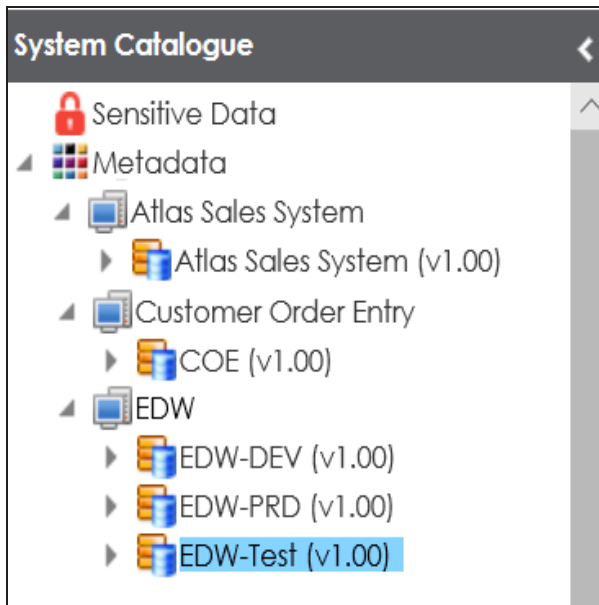 System Catalogue
Sensitive Data
Metadata
Atlas Sales System
Atlas Sales System (v1.00)
Customer Order Entry
COE (v1.00)
EDW
EDW-DEV (v1.00)
EDW-PRD (v1.00)
EDW-Test (v1.00)